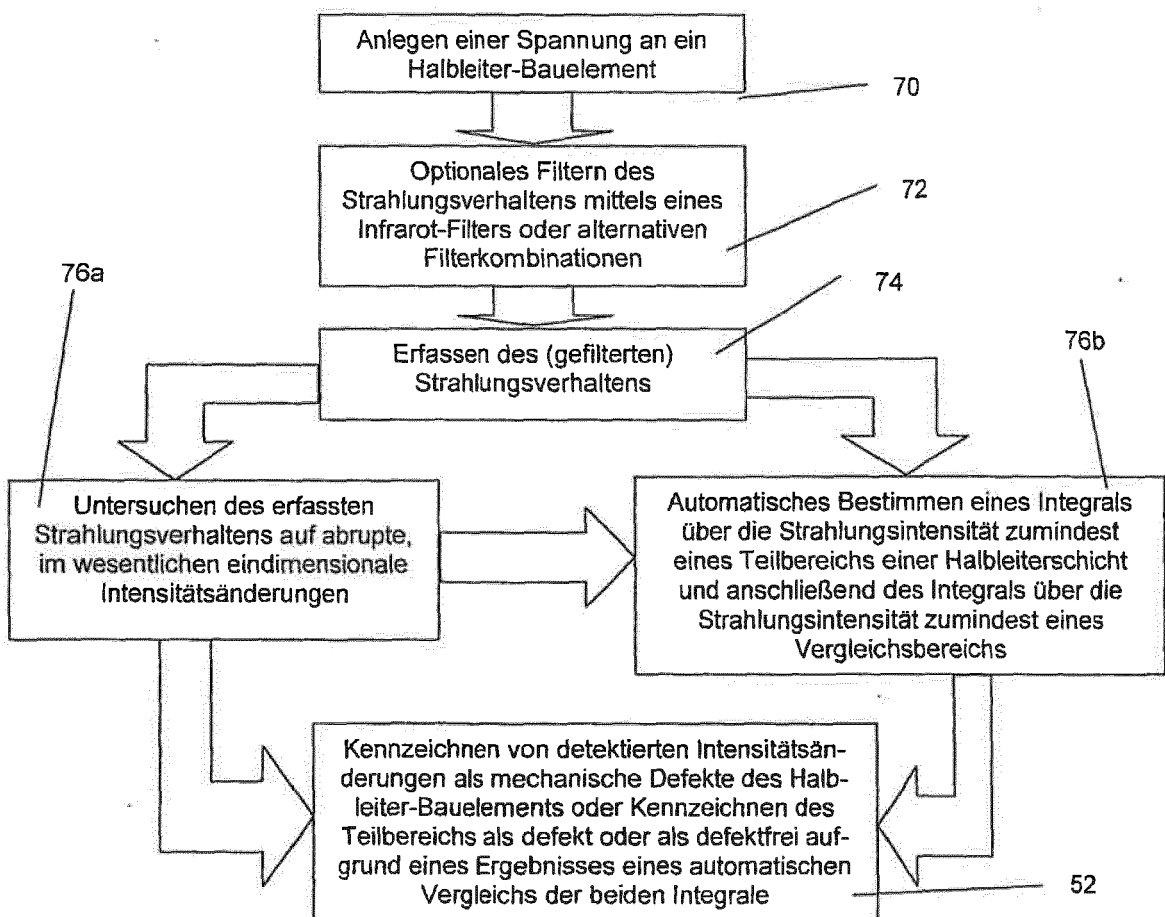 Anlegen einer Spannung an ein
Halbleiter-Bauelement
70
Optionales Filtern des
Strahlungsverhaltens mittels eines
Infrarot-Filters oder alternativen
Filterkombinationen
72
76a
74
Erfassen des (gefilterten)
Strahlungsverhaltens
76b
Untersuchen des erfassten
Strahlungsverhaltens auf abrupte,
im wesentlichen eindimensionale
Intensitätsänderungen
Automatisches Bestimmen eines Integrals
über die Strahlungsintensität zumindest
eines Teilbereichs einer Halbleiterschicht
und anschließend des Integrals über die
Strahlungsintensität zumindest eines
Vergleichsbereichs
Kennzeichnen von detektierten Intensitätsän-
derungen als mechanische Defekte des Halb-
leiter-Bauelements oder Kennzeichnen des
Teilbereichs als defekt oder als defektfrei auf-
grund eines Ergebnisses eines automatischen
Vergleichs der beiden Integrale
52